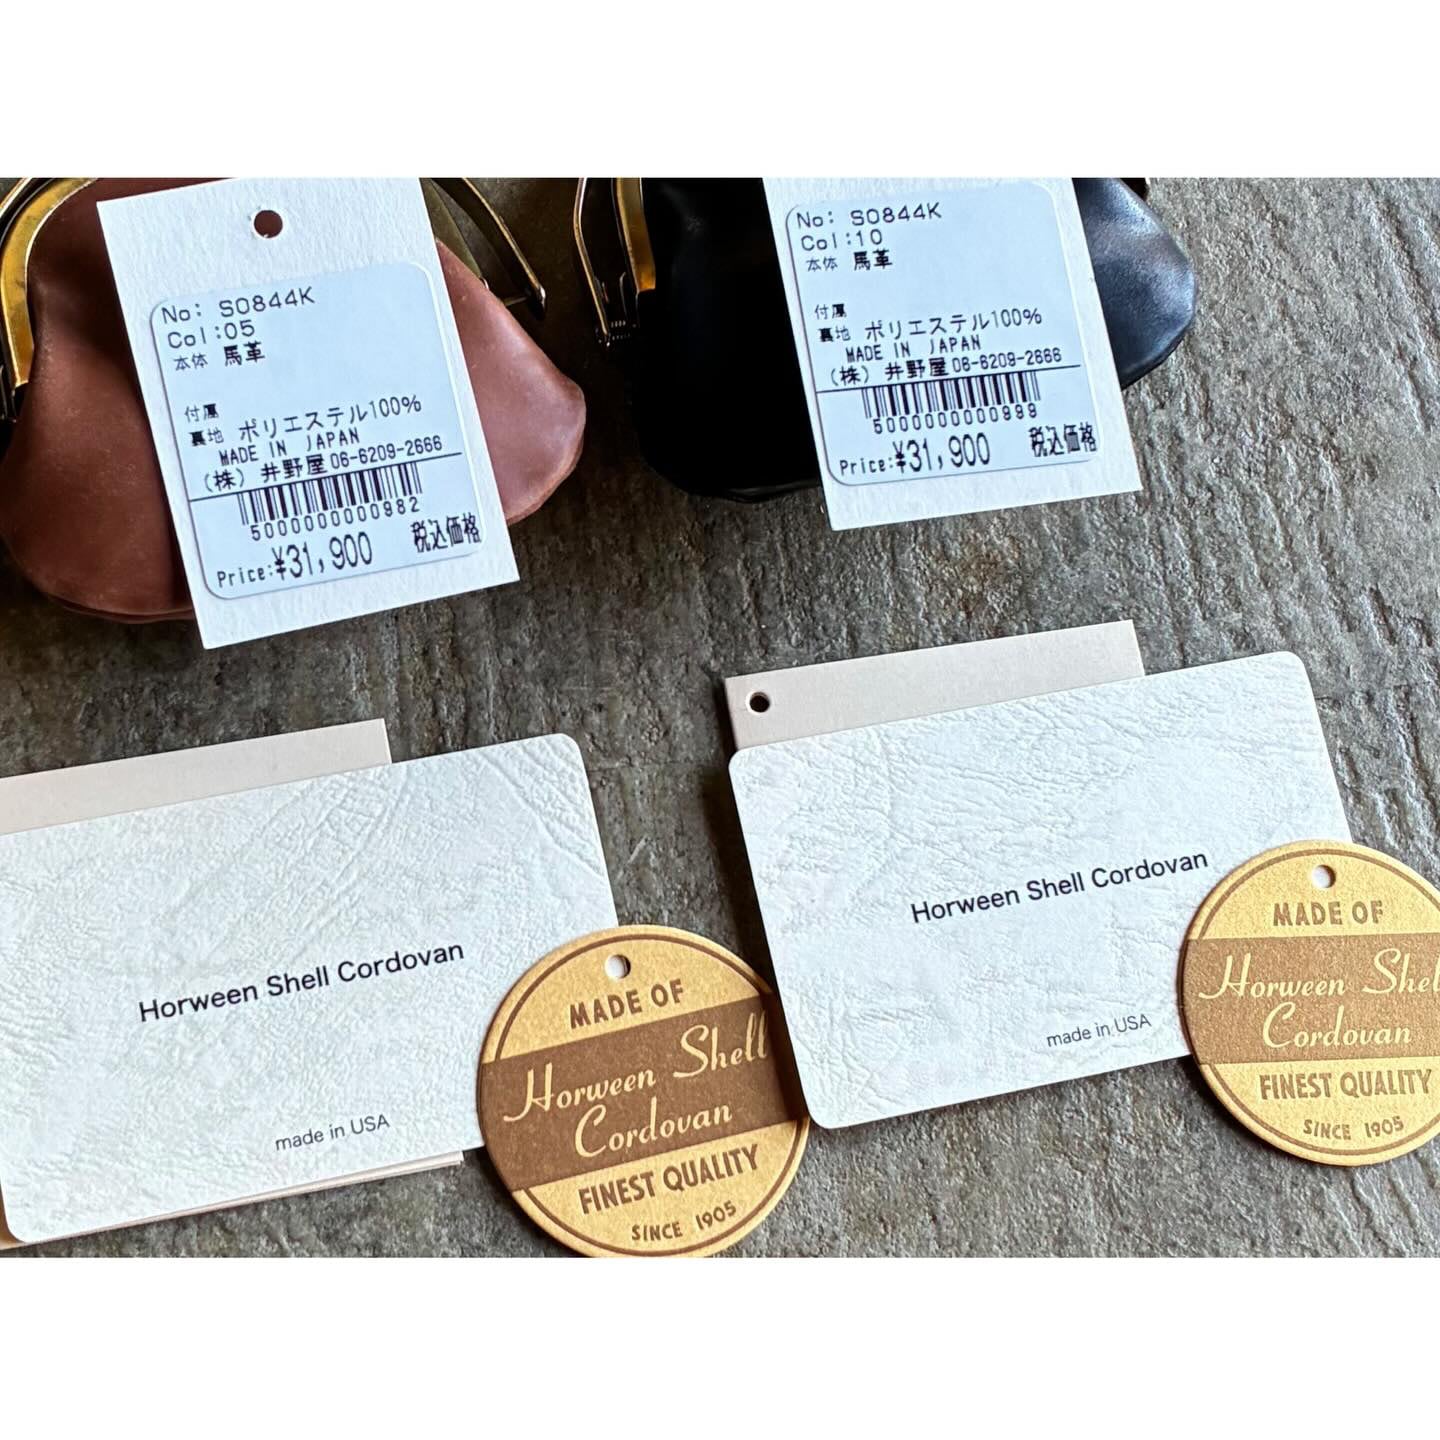 No: S0844K
Col:05
本体 馬革
付属
裏地 ポリエステル100%
MADE IN JAPAN
(株) 井野屋 06-6209-2666
5000000000982
Price:¥31,900 税込価格
No: S0844K
Col:10
本体 馬革
付属
裏地 ポリエステル100%
MADE IN JAPAN
(株) 井野屋 06-6209-2666
5000000000999
Price:¥31,900 税込価格
Horween Shell Cordovan
made in USA
MADE OF
Horween Shell
Cordovan
FINEST QUALITY
SINCE 1905
Horween Shell Cordovan
made in USA
MADE OF
Horween Shel
Cordovan
FINEST QUALITY
SINCE 1905